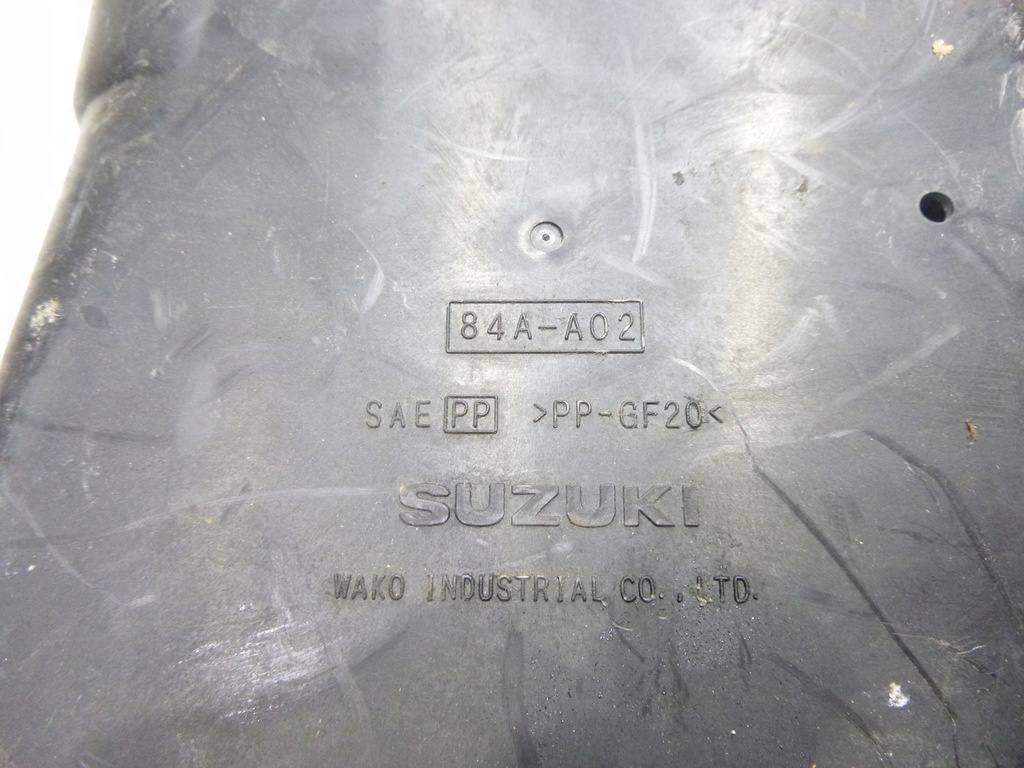 84A-A02
SAE PP >PP-GF20<
SUZUKI
WAKO INDUSTRIAL CO., LTD.